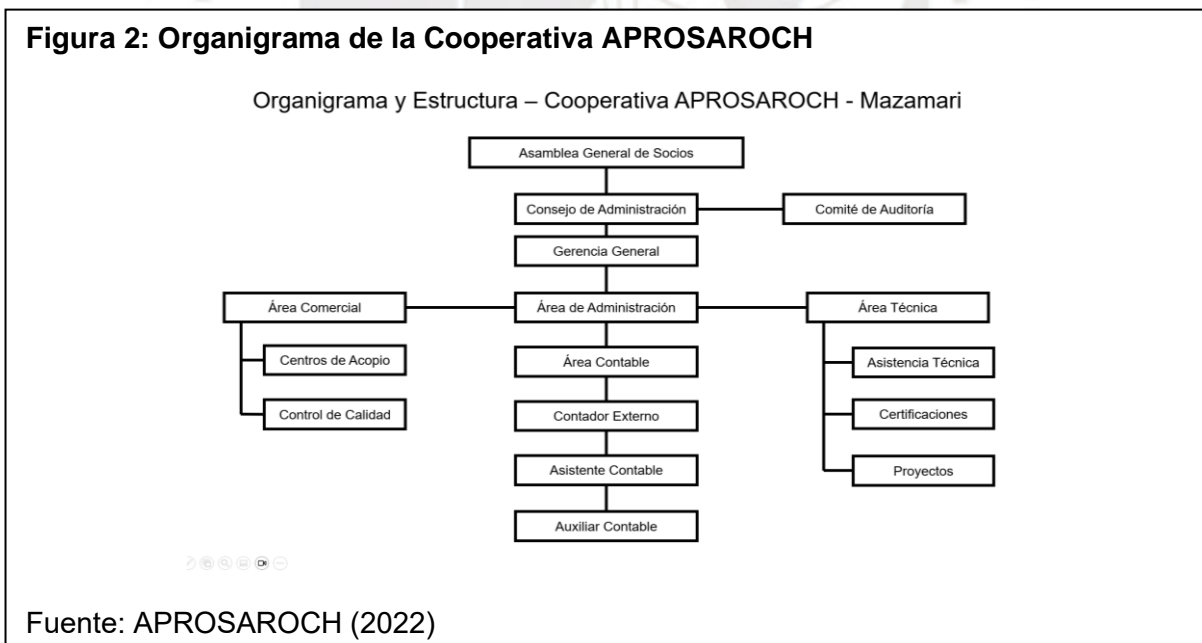 Figura 2: Organigrama de la Cooperativa APROSAROCH
Organigrama y Estructura – Cooperativa APROSAROCH - Mazamari
Asamblea General de Socios
Consejo de Administración
Comité de Auditoría
Gerencia General
Área Comercial
Área de Administración
Área Técnica
Centros de Acopio
Área Contable
Asistencia Técnica
Control de Calidad
Contador Externo
Certificaciones
Asistente Contable
Proyectos
Auxiliar Contable
Fuente: APROSAROCH (2022)